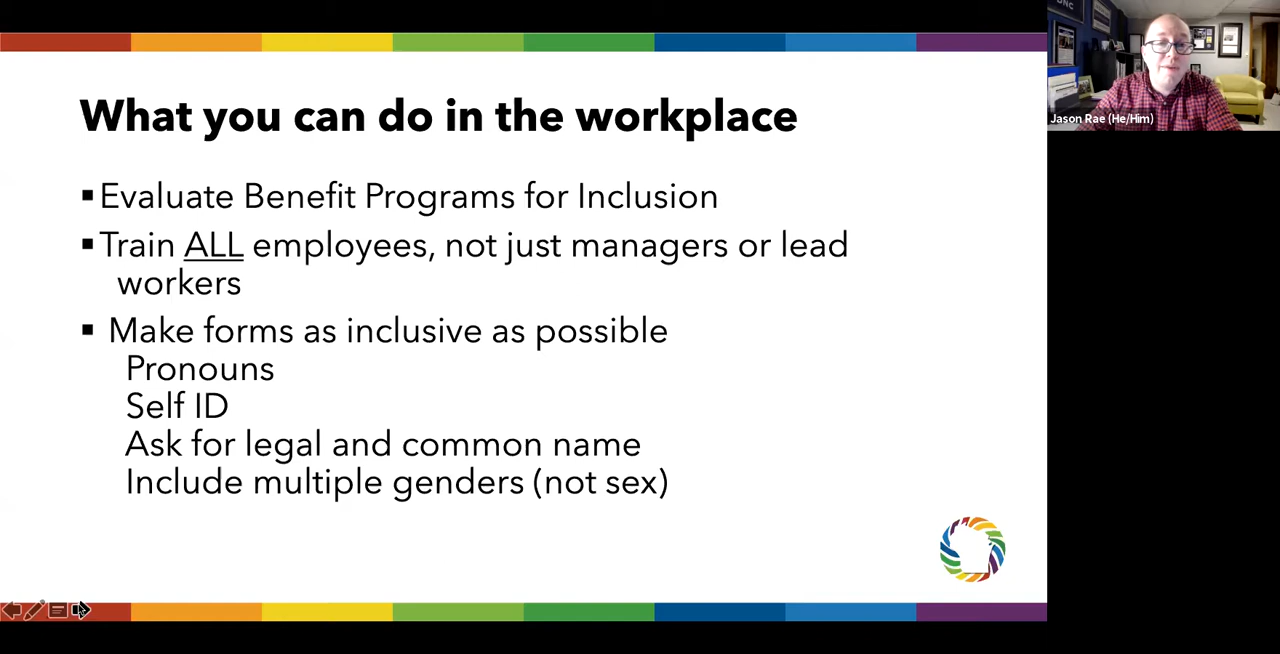 What you can do in the workplace
▪Evaluate Benefit Programs for Inclusion
▪Train ALL employees, not just managers or lead
workers
▪ Make forms as inclusive as possible
Pronouns
Self ID
Ask for legal and common name
Include multiple genders (not sex)
Jason Rae (He/Him)